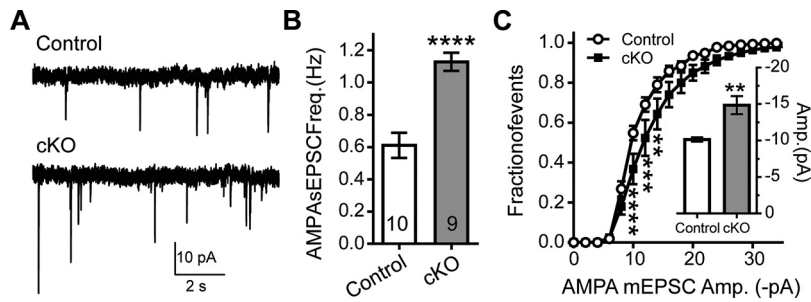 A
Control
cKO
10 pA
2 s
B
AMPAsEPSCFreq.(Hz)
1.2
1.0
0.8
0.6
0.4
0.2
0.0
****
10
9
Control
cKO
C
Fractionofevents
1.0
0.8
0.6
0.4
0.2
0.0
Control
cKO
*****
***
**
0
10
20
30
AMPA mEPSC Amp. (-pA)
**
-20
-15
-10
-5
0
Amp.(pA)
Control
cKO